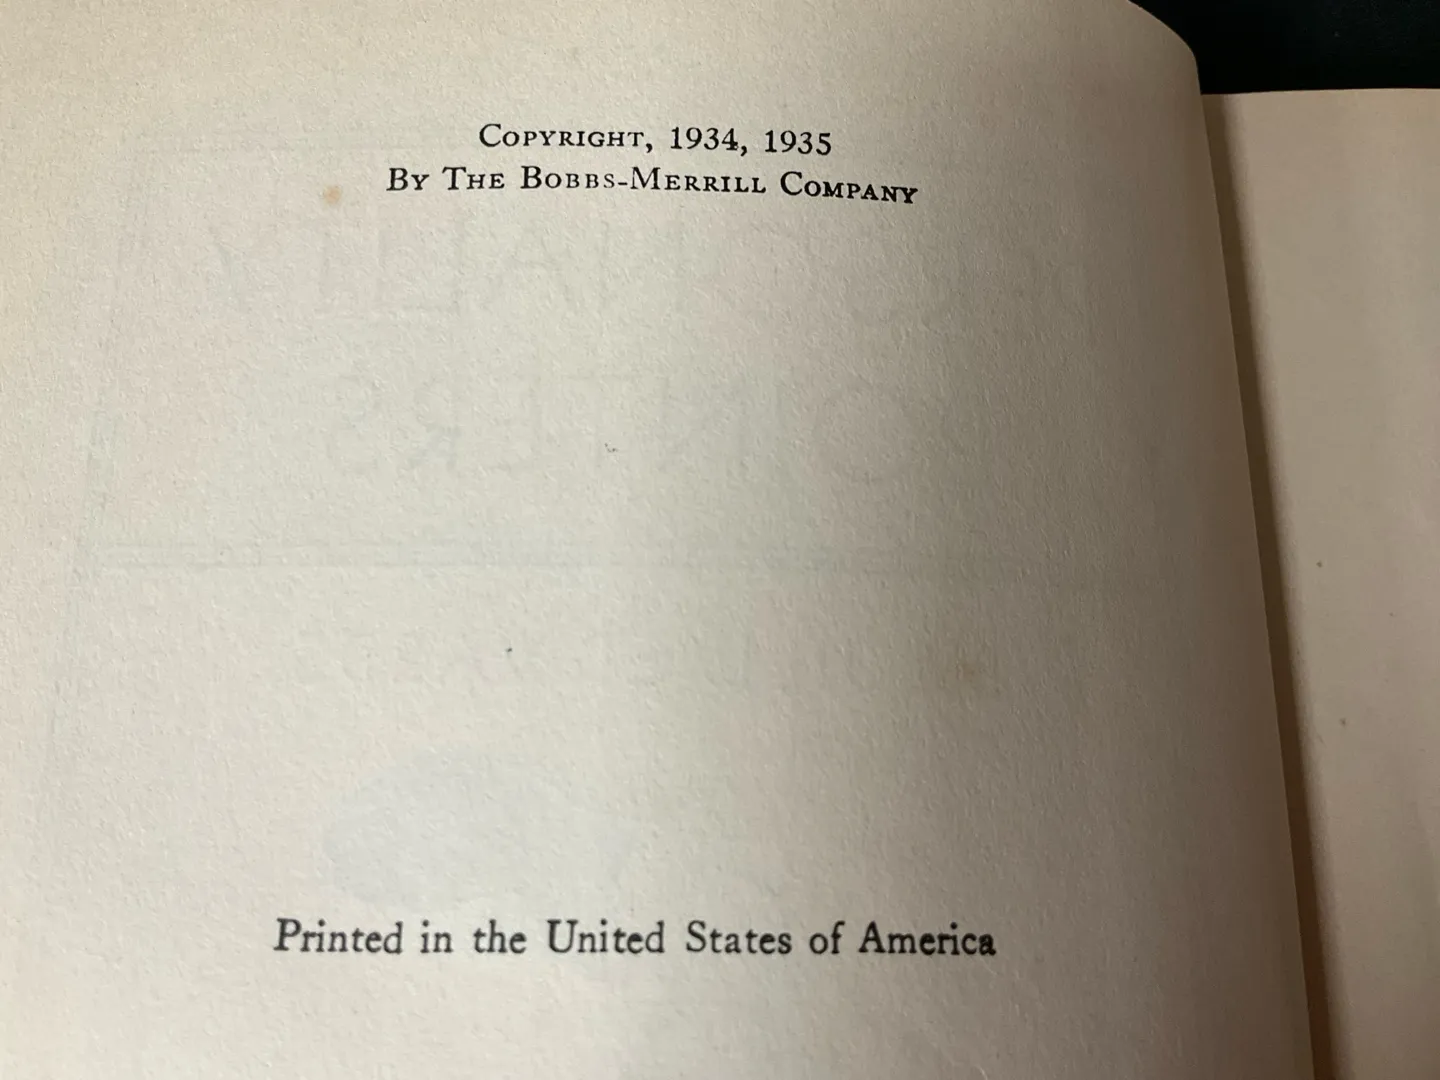 COPYRIGHT, 1934, 1935
BY THE BOBBS-MERRILL COMPANY
Printed in the United States of America